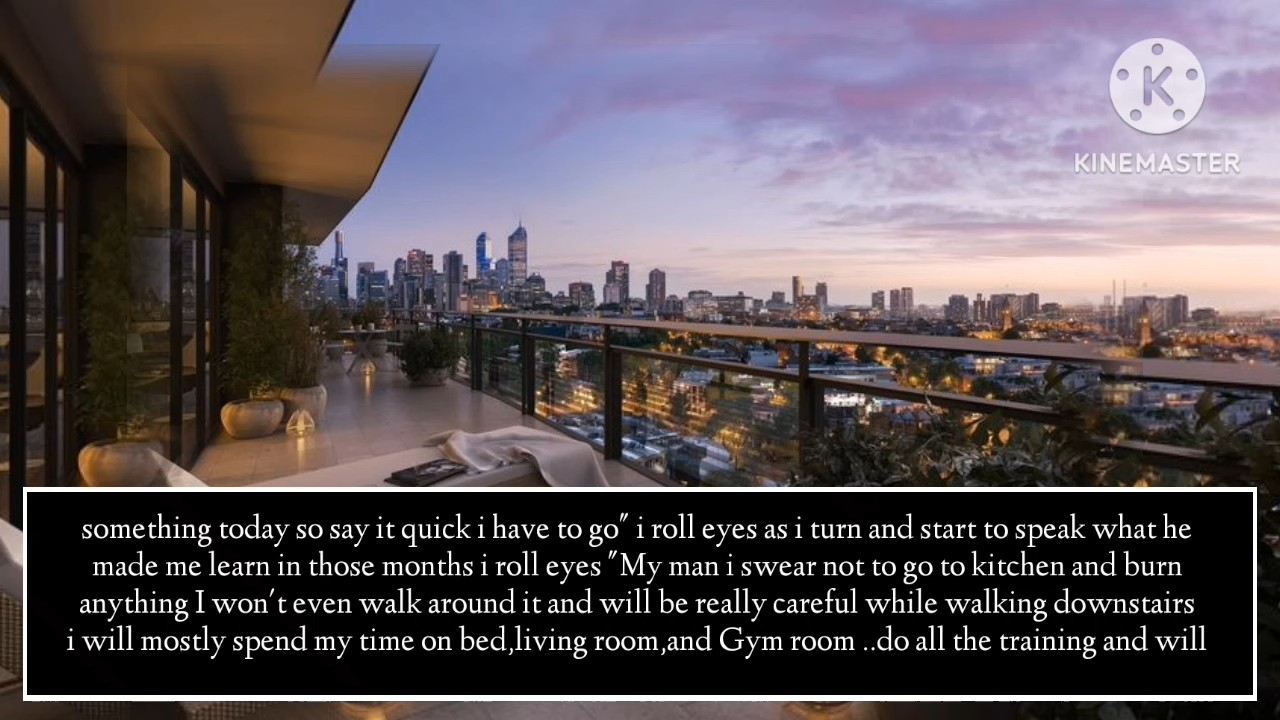 K
KINEMASTER
something today so say it quick i have to go" i roll eyes as i turn and start to speak what he
made me learn in those months i roll eyes "My man i swear not to go to kitchen and burn
anything I won't even walk around it and will be really careful while walking downstairs
i will mostly spend my time on bed,living room,and Gym room ..do all the training and will